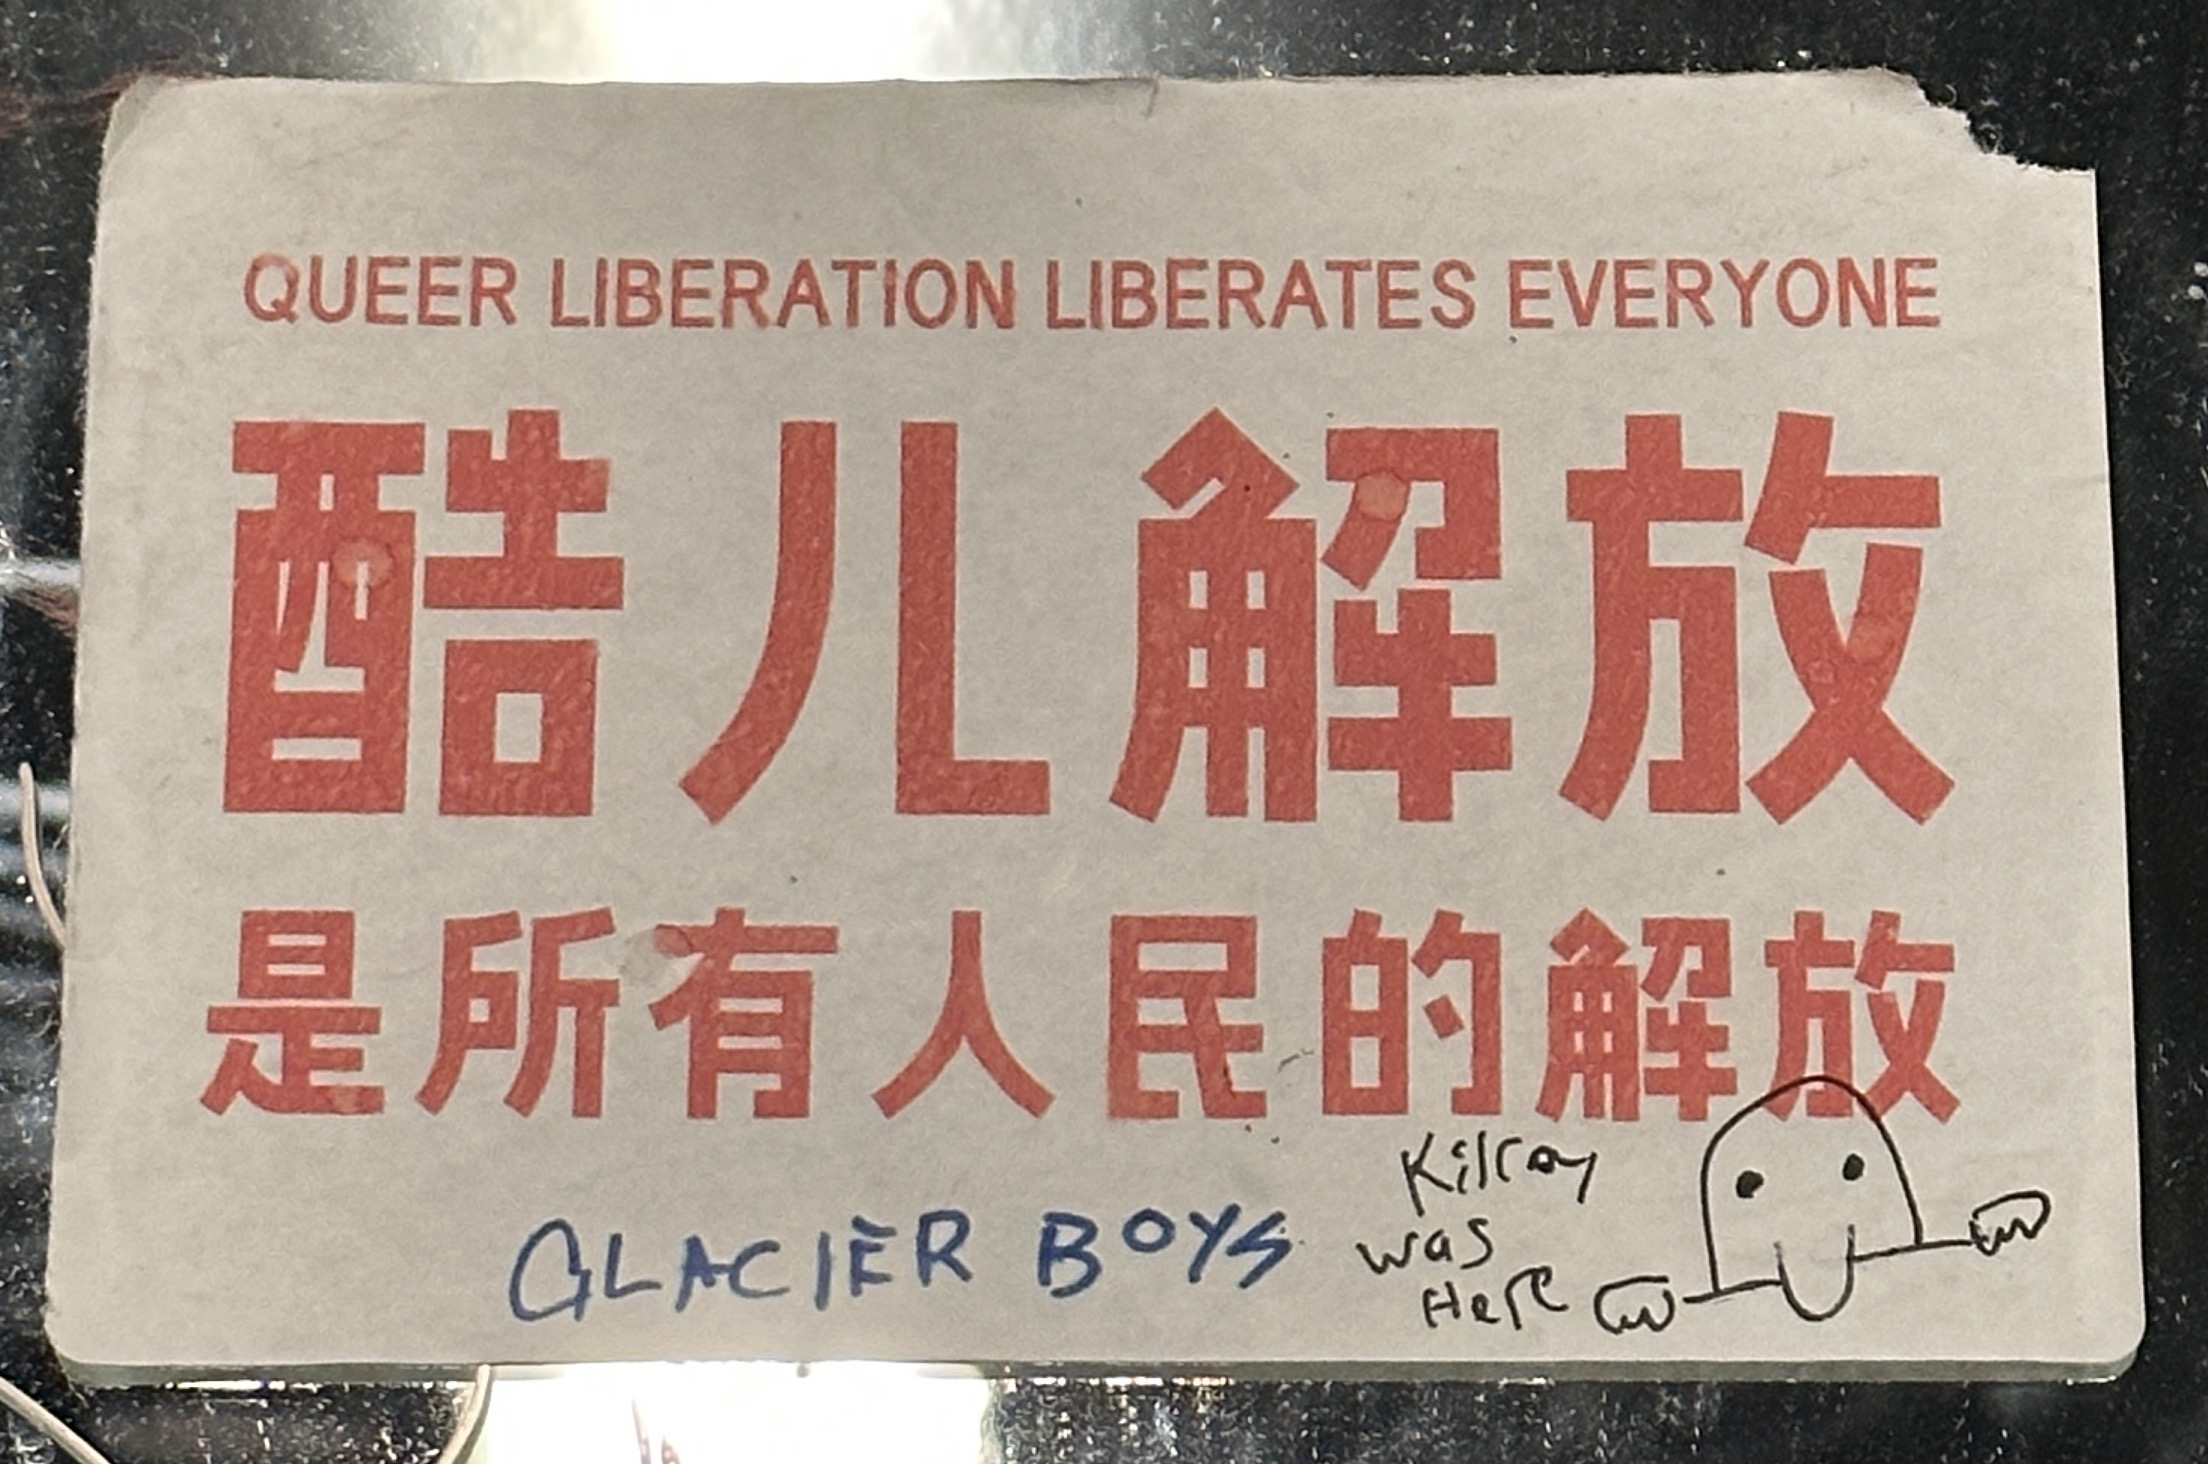 QUEER LIBERATION LIBERATES EVERYONE
酷儿解放
是所有人民的解放
GLACIER BOYS
Kilroy
was
Here